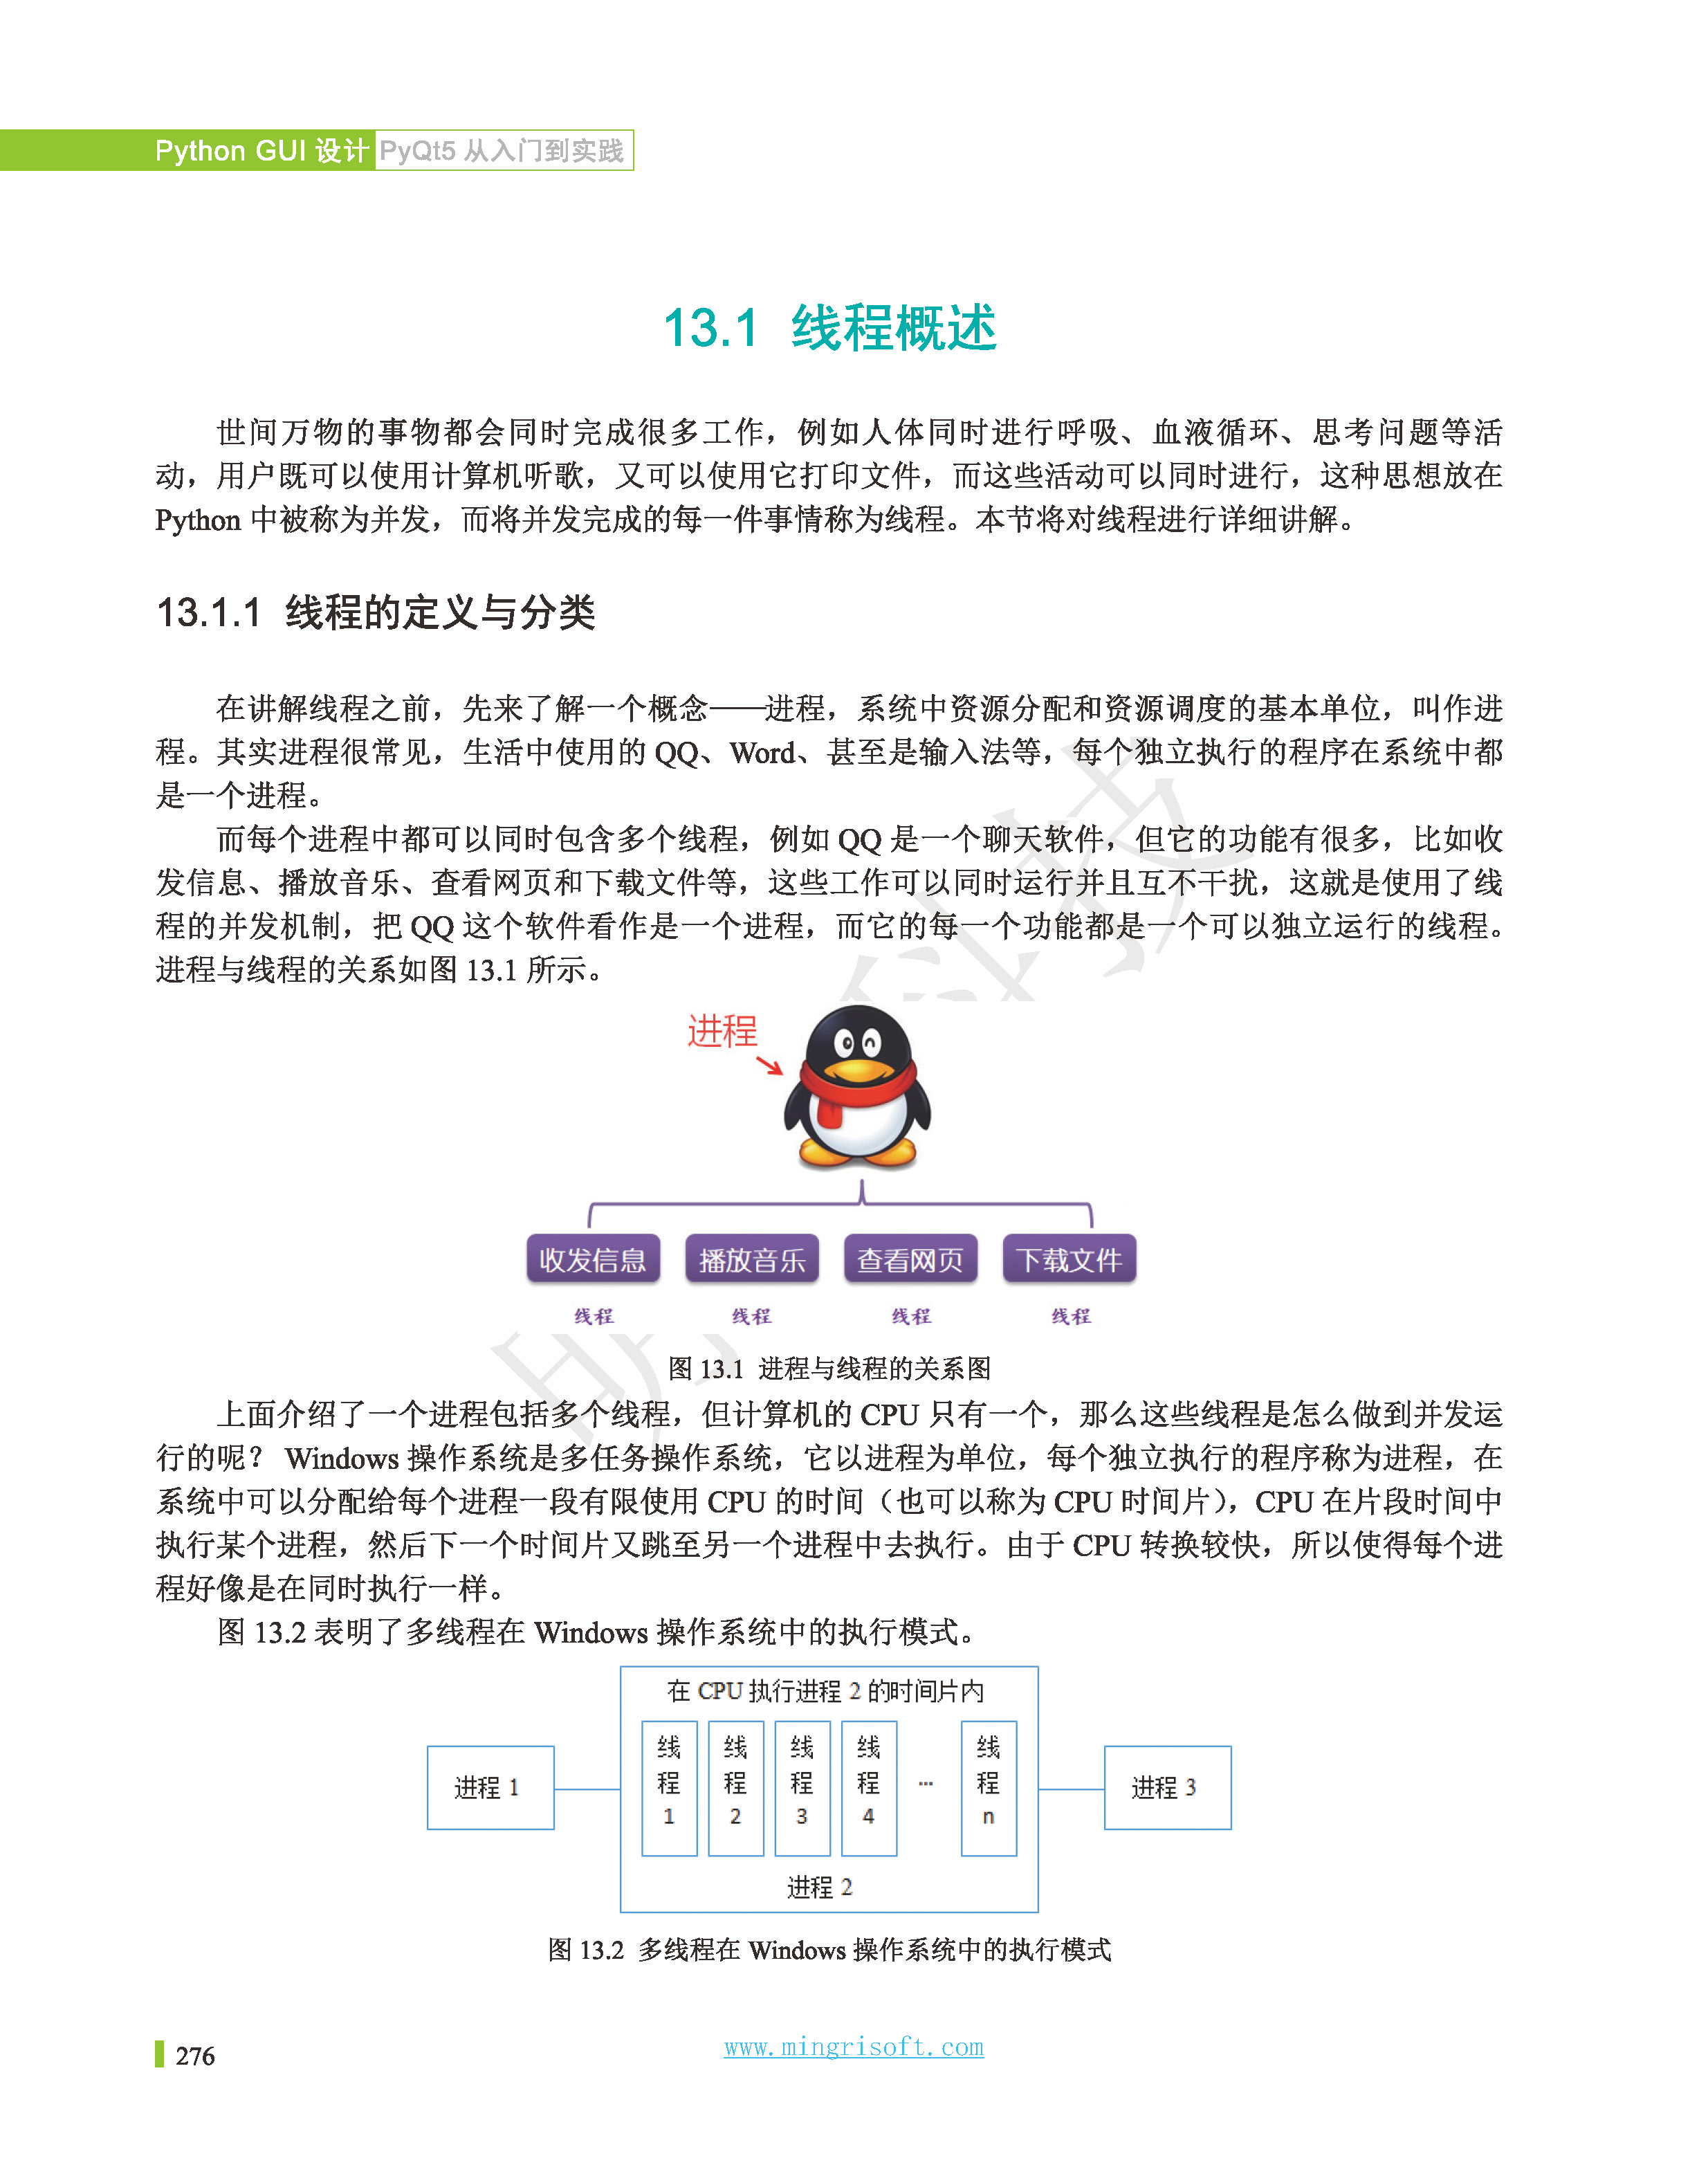 Python GUI 设计 PyQt5 从入门到实践
13.1 线程概述
世间万物的事物都会同时完成很多工作，例如人体同时进行呼吸、血液循环、思考问题等活
动，用户既可以使用计算机听歌，又可以使用它打印文件，而这些活动可以同时进行，这种思想放在
Python 中被称为并发，而将并发完成的每一件事情称为线程。本节将对线程进行详细讲解。
13.1.1 线程的定义与分类
在讲解线程之前，先来了解一个概念——进程，系统中资源分配和资源调度的基本单位，叫作进
程。其实进程很常见，生活中使用的 QQ、Word、甚至是输入法等，每个独立执行的程序在系统中都
是一个进程。
而每个进程中都可以同时包含多个线程，例如 QQ 是一个聊天软件，但它的功能有很多，比如收
发信息、播放音乐、查看网页和下载文件等，这些工作可以同时运行并且互不干扰，这就是使用了线
程的并发机制，把 QQ 这个软件看作是一个进程，而它的每一个功能都是一个可以独立运行的线程。
进程与线程的关系如图 13.1 所示。
进程
收发信息 播放音乐 查看网页 下载文件
线程 线程 线程 线程
图 13.1 进程与线程的关系图
上面介绍了一个进程包括多个线程，但计算机的 CPU 只有一个，那么这些线程是怎么做到并发运
行的呢？ Windows 操作系统是多任务操作系统，它以进程为单位，每个独立执行的程序称为进程，在
系统中可以分配给每个进程一段有限使用 CPU 的时间（也可以称为 CPU 时间片），CPU 在片段时间中
执行某个进程，然后下一个时间片又跳至另一个进程中去执行。由于 CPU 转换较快，所以使得每个进
程好像是在同时执行一样。
图 13.2 表明了多线程在 Windows 操作系统中的执行模式。
在 CPU 执行进程 2 的时间片内
进程 1
线程1 线程2 线程3 线程4 … 线程n
进程 3
进程 2
图 13.2 多线程在 Windows 操作系统中的执行模式
276
www.mingrisoft.com